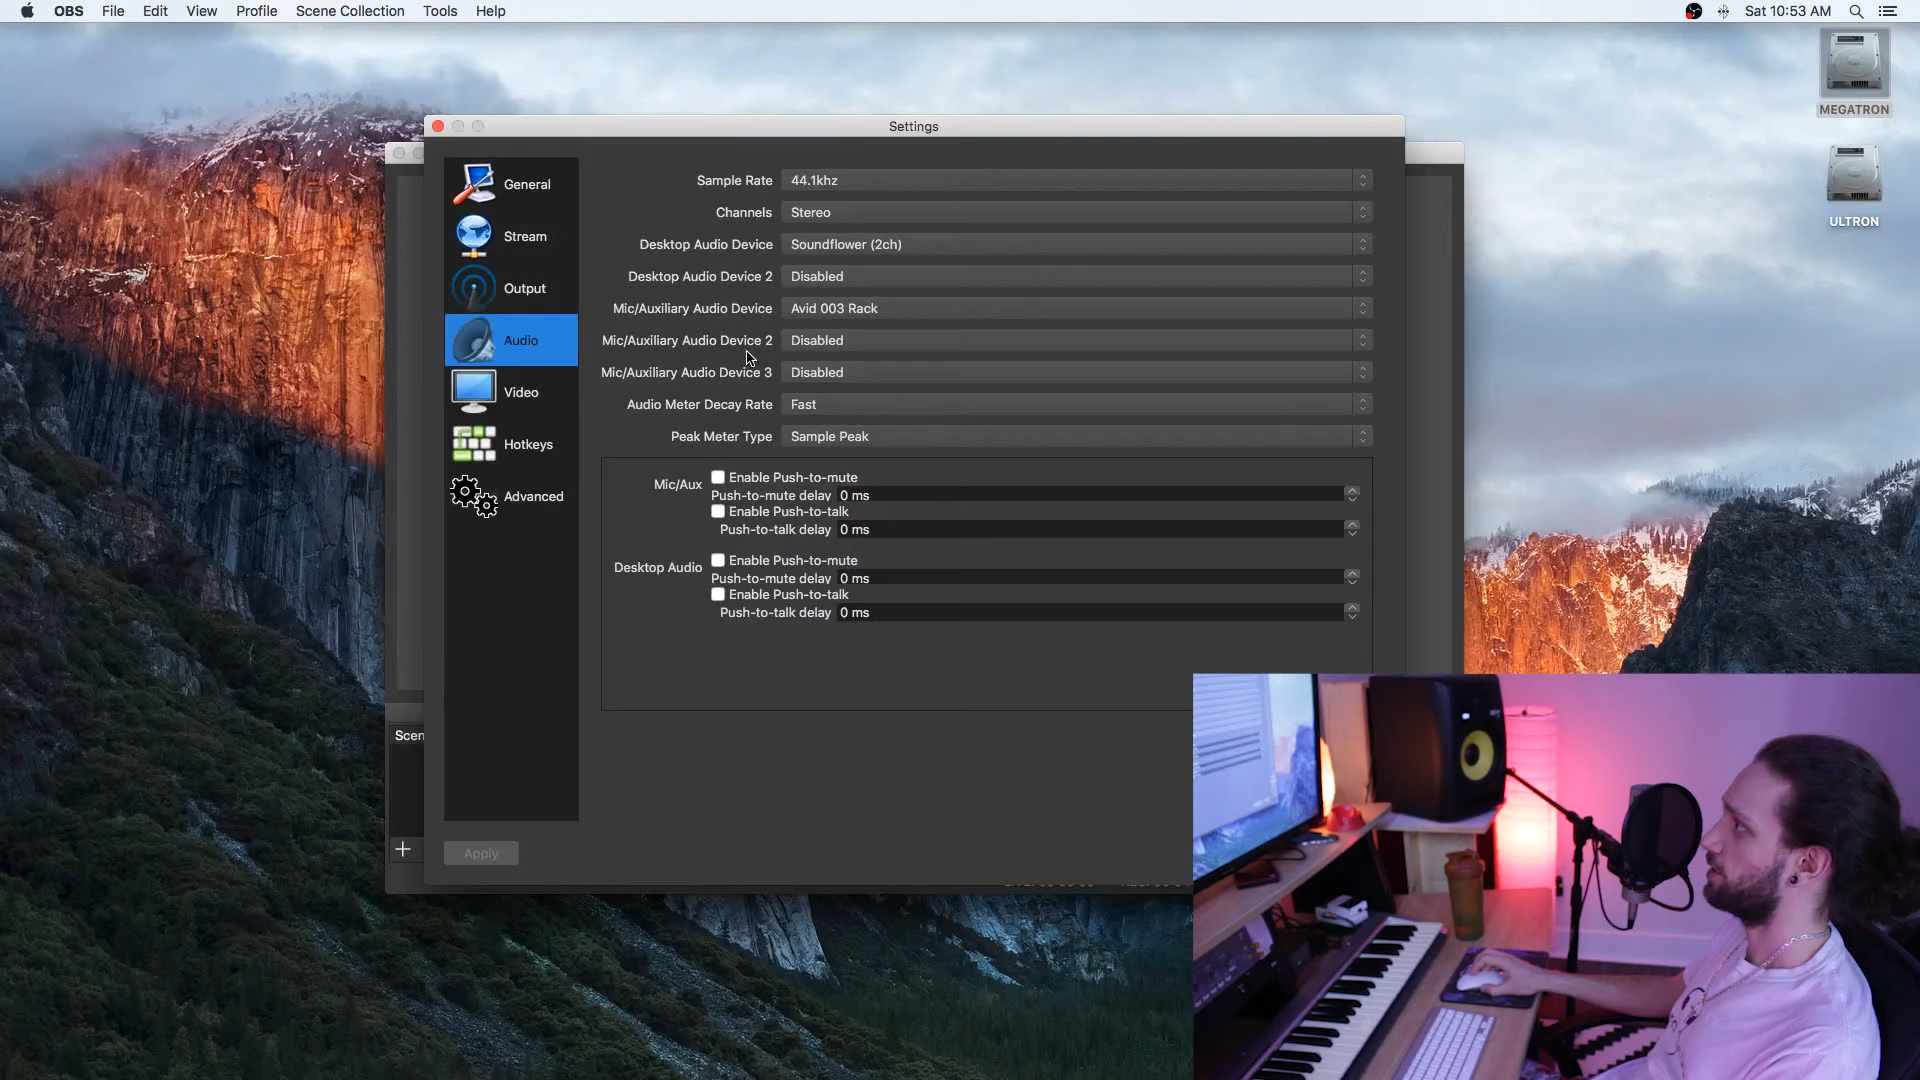 OBS File Edit View Profile Scene Collection Tools Help Sat 10:53 AM
MEGATRON
ULTRON
Settings
General
Stream
Output
Audio
Video
Hotkeys
Advanced
Sample Rate 44.1khz
Channels Stereo
Desktop Audio Device Soundflower (2ch)
Desktop Audio Device 2 Disabled
Mic/Auxiliary Audio Device Avid 003 Rack
Mic/Auxiliary Audio Device 2 Disabled
Mic/Auxiliary Audio Device 3 Disabled
Audio Meter Decay Rate Fast
Peak Meter Type Sample Peak
Mic/Aux Enable Push-to-mute
Push-to-mute delay 0 ms
Enable Push-to-talk
Push-to-talk delay 0 ms
Desktop Audio Enable Push-to-mute
Push-to-mute delay 0 ms
Enable Push-to-talk
Push-to-talk delay 0 ms
Scen
Apply